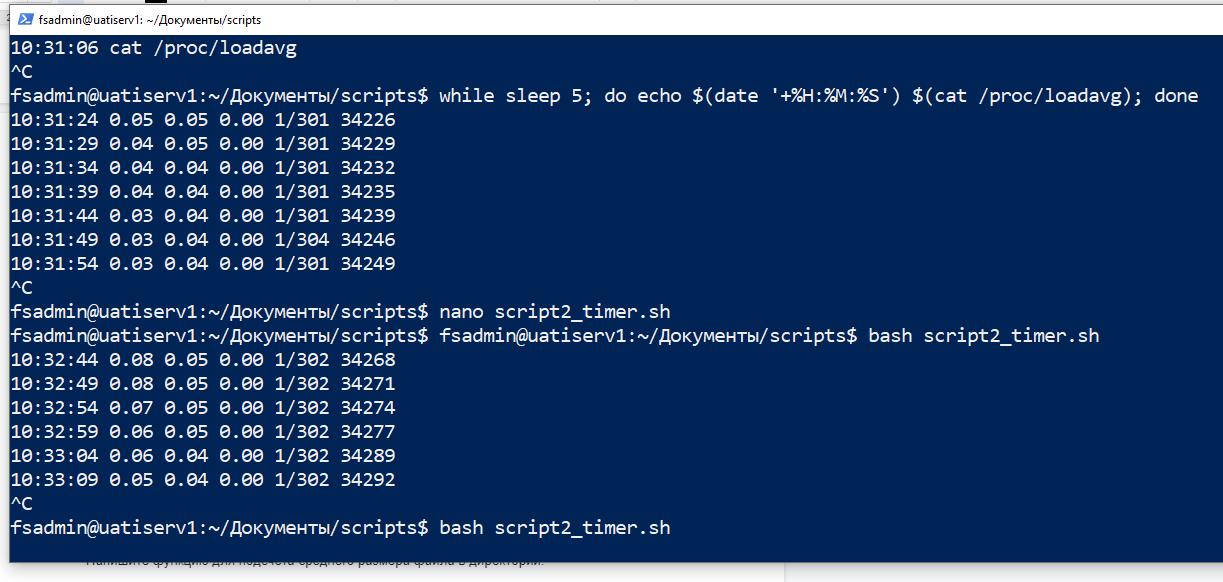 fsadmin@uatiserv1: ~/Документы/scripts
10:31:06 cat /proc/loadavg
^C
fsadmin@uatiserv1:~/Документы/scripts$ while sleep 5; do echo $(date '+%H:%M:%S') $(cat /proc/loadavg); done
10:31:24 0.05 0.05 0.00 1/301 34226
10:31:29 0.04 0.05 0.00 1/301 34229
10:31:34 0.04 0.04 0.00 1/301 34232
10:31:39 0.04 0.04 0.00 1/301 34235
10:31:44 0.03 0.04 0.00 1/301 34239
10:31:49 0.03 0.04 0.00 1/304 34246
10:31:54 0.03 0.04 0.00 1/301 34249
^C
fsadmin@uatiserv1:~/Документы/scripts$ nano script2_timer.sh
fsadmin@uatiserv1:~/Документы/scripts$ fsadmin@uatiserv1:~/Документы/scripts$ bash script2_timer.sh
10:32:44 0.08 0.05 0.00 1/302 34268
10:32:49 0.08 0.05 0.00 1/302 34271
10:32:54 0.07 0.05 0.00 1/302 34274
10:32:59 0.06 0.05 0.00 1/302 34277
10:33:04 0.06 0.04 0.00 1/302 34289
10:33:09 0.05 0.04 0.00 1/302 34292
^C
fsadmin@uatiserv1:~/Документы/scripts$ bash script2_timer.sh
Напишите функцию для подсчета среднего размера файла в директории.